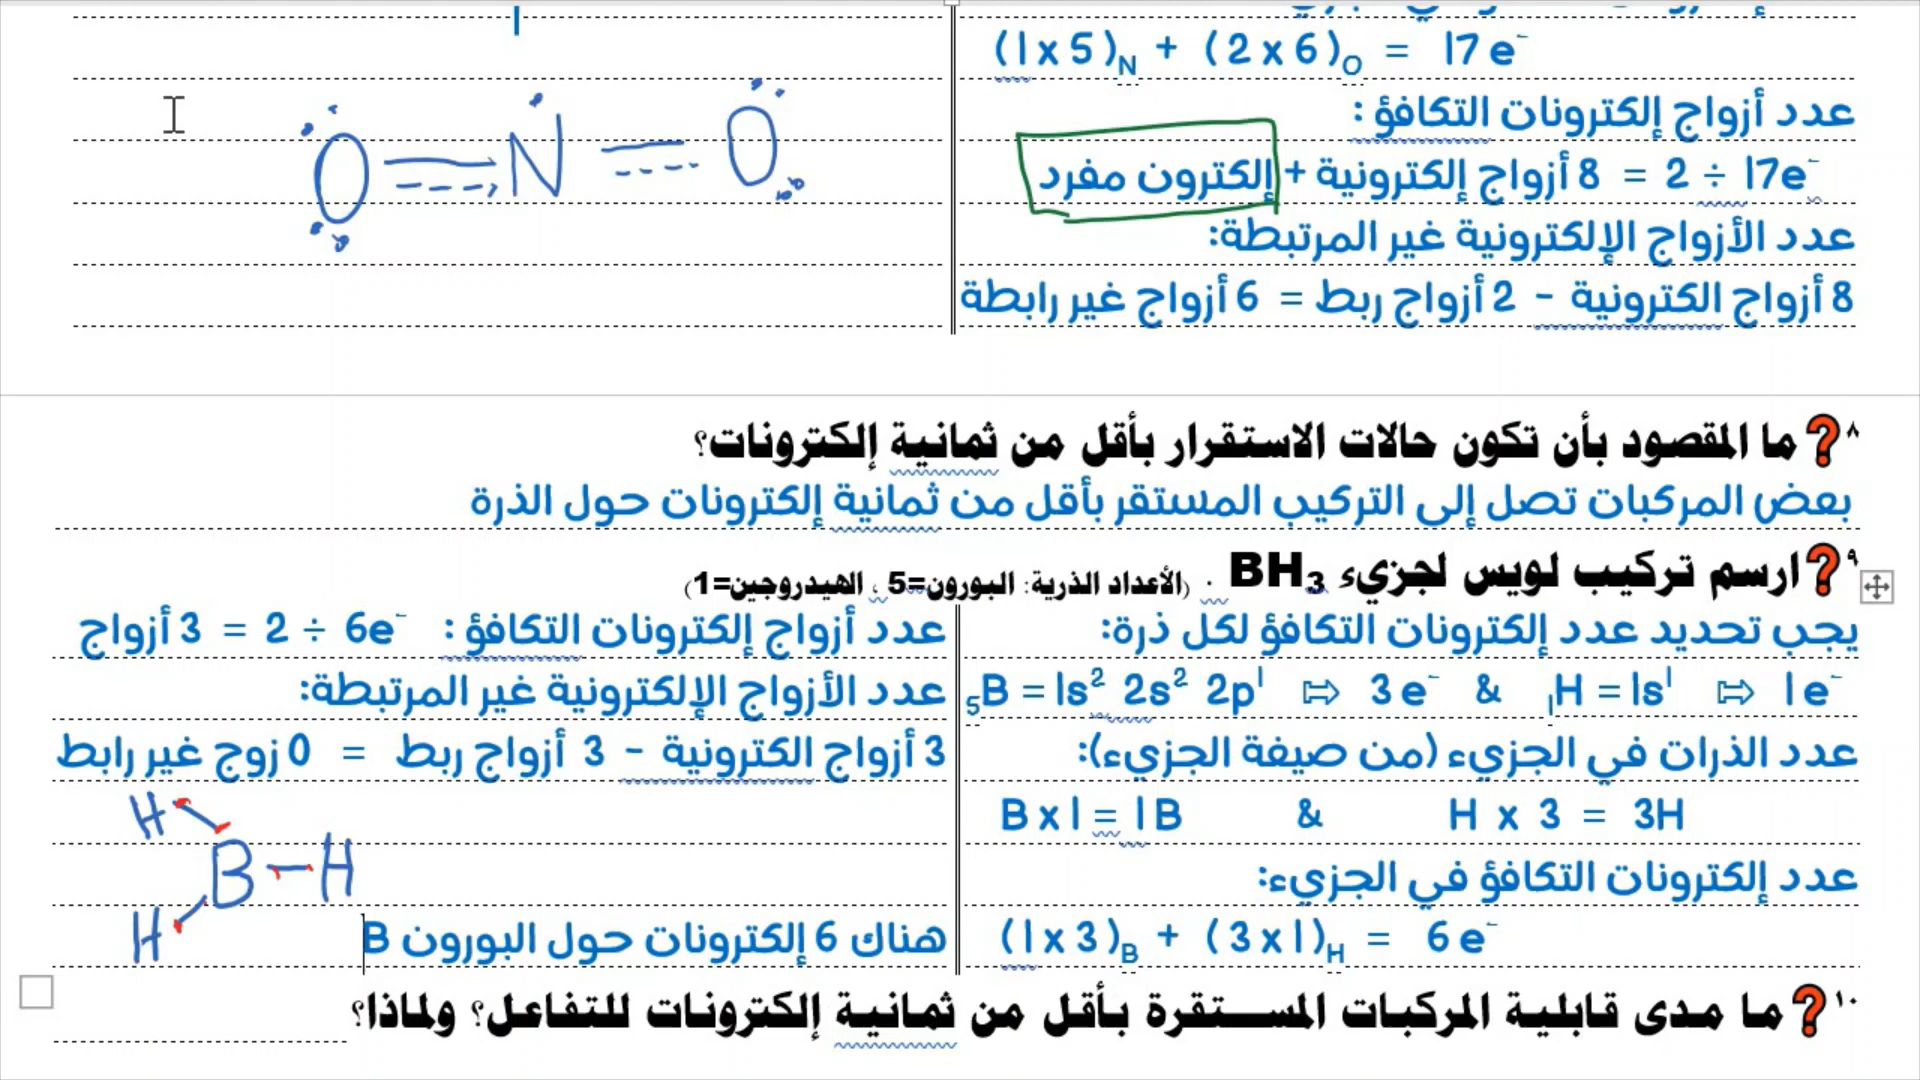 (1x5)N + (2x6)O = 17e-
عدد أزواج إلكترونات التكافؤ :
17e- ÷ 2 = 8 أزواج إلكترونية + إلكترون مفرد
عدد الأزواج الإلكترونية غير المرتبطة:
8 أزواج الكترونية - 2 أزواج ربط = 6 أزواج غير رابطة
O N O
٨ ? ما المقصود بأن تكون حالات الاستقرار بأقل من ثمانية إلكترونات؟
بعض المركبات تصل إلى التركيب المستقر بأقل من ثمانية إلكترونات حول الذرة
٩ ? ارسم تركيب لويس لجزيء BH3 . (الأعداد الذرية: البورون=5 ، الهيدروجين=1)
يجب تحديد عدد إلكترونات التكافؤ لكل ذرة:
5B = 1s2 2s2 2p1 ⇰ 3e- & 1H = 1s1 ⇰ 1e-
عدد الذرات في الجزيء (من صيغة الجزيء):
B x 1 = 1B & H x 3 = 3H
عدد إلكترونات التكافؤ في الجزيء:
(1x3)B + (3x1)H = 6e-
عدد أزواج إلكترونات التكافؤ : 6e- ÷ 2 = 3 أزواج
عدد الأزواج الإلكترونية غير المرتبطة:
3 أزواج الكترونية - 3 أزواج ربط = 0 زوج غير رابط
H
B-H
H
هناك 6 إلكترونات حول البورون B
١٠ ? ما مدى قابلية المركبات المستقرة بأقل من ثمانية إلكترونات للتفاعل؟ ولماذا؟